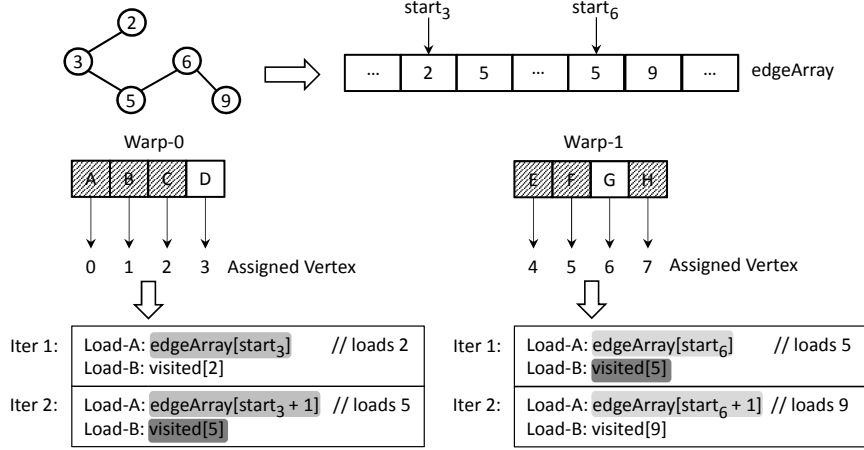 start3 start6
2
3 6
5 9
... 2 5 ... 5 9 ... edgeArray
Warp-0 Warp-1
A B C D E F G H
0 1 2 3 Assigned Vertex 4 5 6 7 Assigned Vertex
Iter 1: Load-A: edgeArray[start3] // loads 2
Load-B: visited[2]
Iter 2: Load-A: edgeArray[start3 + 1] // loads 5
Load-B: visited[5]
Iter 1: Load-A: edgeArray[start6] // loads 5
Load-B: visited[5]
Iter 2: Load-A: edgeArray[start6 + 1] // loads 9
Load-B: visited[9]